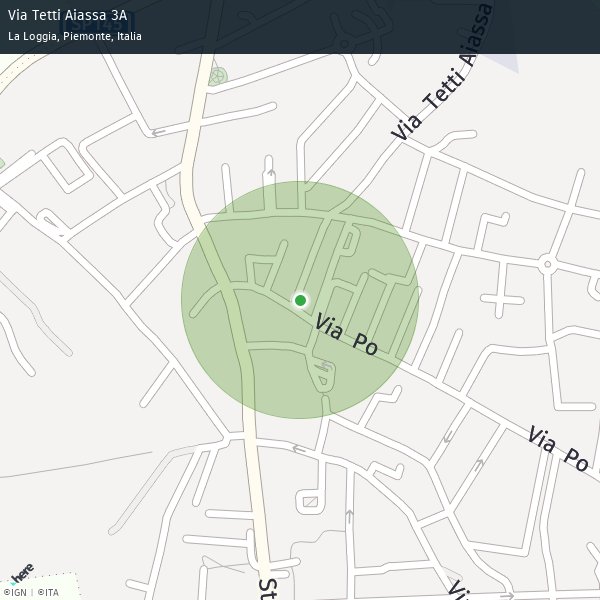 Via Tetti Aiassa 3A
La Loggia, Piemonte, Italia
Via Tetti Aiassa
Via Po
Via Po
St
Vi
here
©IGN | ©ITA